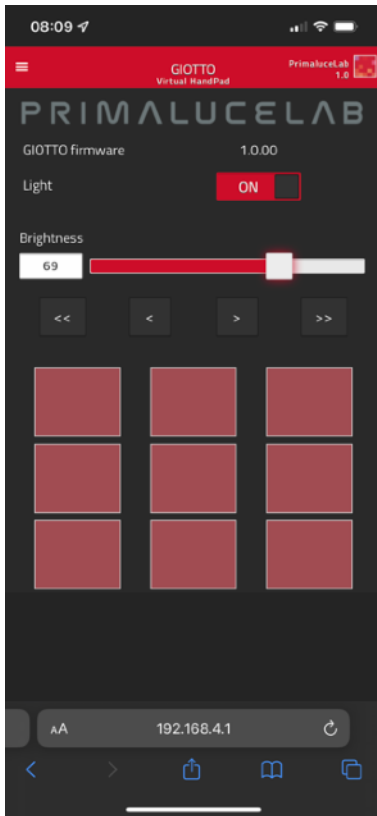 08:09
GIOTTO
Virtual HandPad
PrimaluceLab
1.0
PRIMALUCELAB
GIOTTO firmware 1.0.00
Light ON
Brightness
69
<< < > >>
AA 192.168.4.1